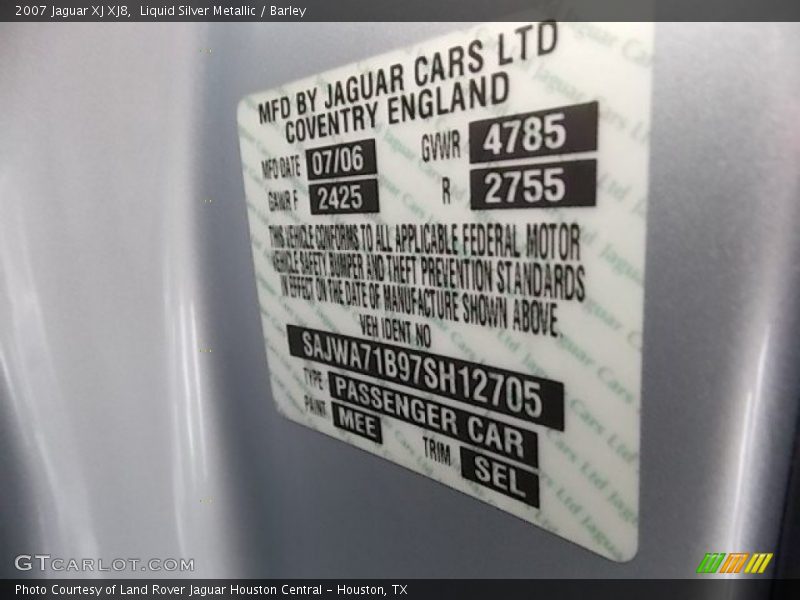 2007 Jaguar XJ XJ8,  Liquid Silver Metallic / Barley
MFD BY JAGUAR CARS LTD
COVENTRY ENGLAND
MFD DATE 07/06 GVWR 4785
GAWR F 2425 R 2755
THIS VEHICLE CONFORMS TO ALL APPLICABLE FEDERAL MOTOR
VEHICLE SAFETY BUMPER AND THEFT PREVENTION STANDARDS
IN EFFECT ON THE DATE OF MANUFACTURE SHOWN ABOVE.
VEH IDENT NO
SAJWA71B97SH12705
TYPE PASSENGER CAR
PAINT MEE TRIM SEL
GTCARLOT.COM
Photo Courtesy of Land Rover Jaguar Houston Central - Houston, TX